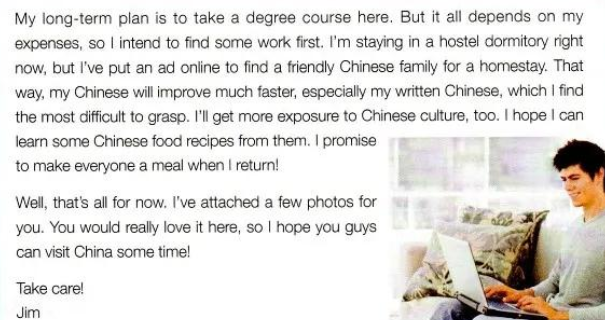 My long-term plan is to take a degree course here. But it all depends on my
expenses, so I intend to find some work first. I'm staying in a hostel dormitory right
now, but I've put an ad online to find a friendly Chinese family for a homestay. That
way, my Chinese will improve much faster, especially my written Chinese, which I find
the most difficult to grasp. I'll get more exposure to Chinese culture, too. I hope I can
learn some Chinese food recipes from them. I promise
to make everyone a meal when I return!
Well, that's all for now. I've attached a few photos for
you. You would really love it here, so I hope you guys
can visit China some time!
Take care!
Jim